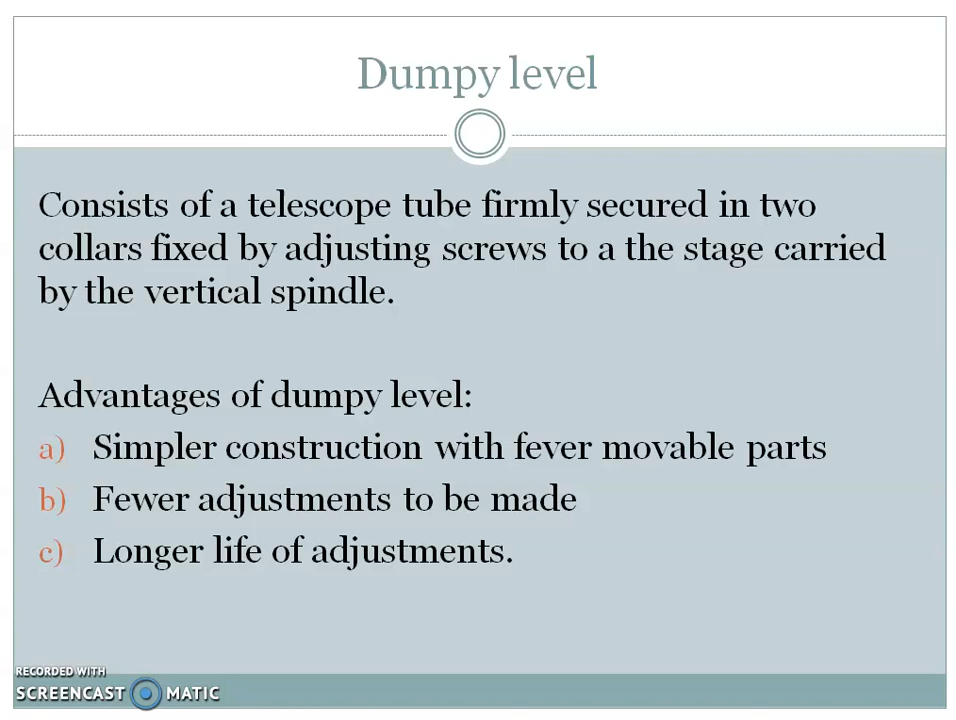 Dumpy level
Consists of a telescope tube firmly secured in two
collars fixed by adjusting screws to a the stage carried
by the vertical spindle.
Advantages of dumpy level:
a) Simpler construction with fever movable parts
b) Fewer adjustments to be made
c) Longer life of adjustments.
RECORDED WITH
SCREENCAST MATIC